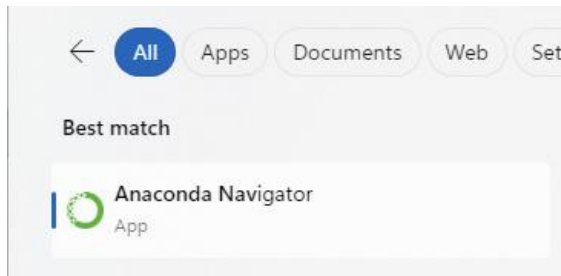 All Apps Documents Web Set
Best match
Anaconda Navigator
App